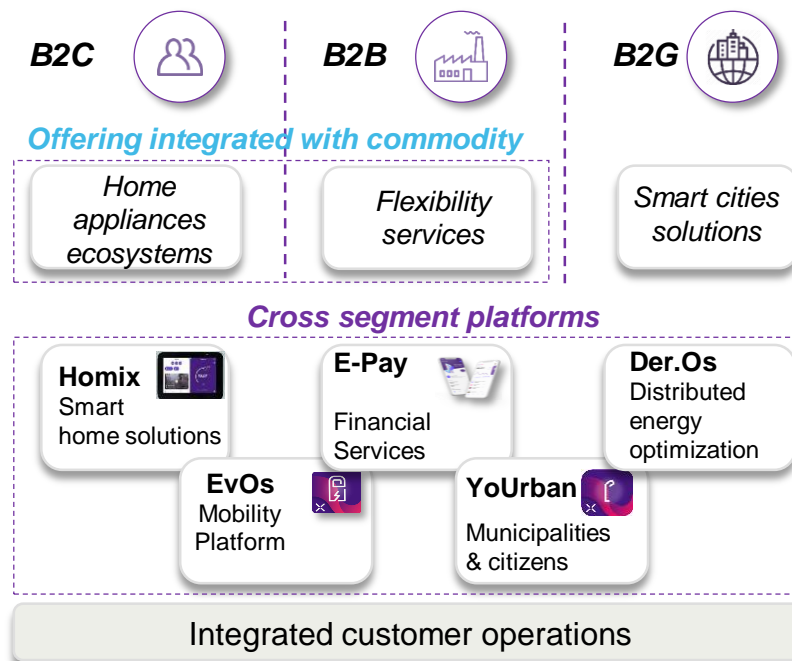 B2C
B2B
B2G
Offering integrated with commodity
Home
appliances
ecosystems
Flexibility
services
Smart cities
solutions
Cross segment platforms
Homix
Smart
home solutions
E-Pay
Financial
Services
Der.Os
Distributed
energy
optimization
EvOs
Mobility
Platform
YoUrban
Municipalities
& citizens
Integrated customer operations